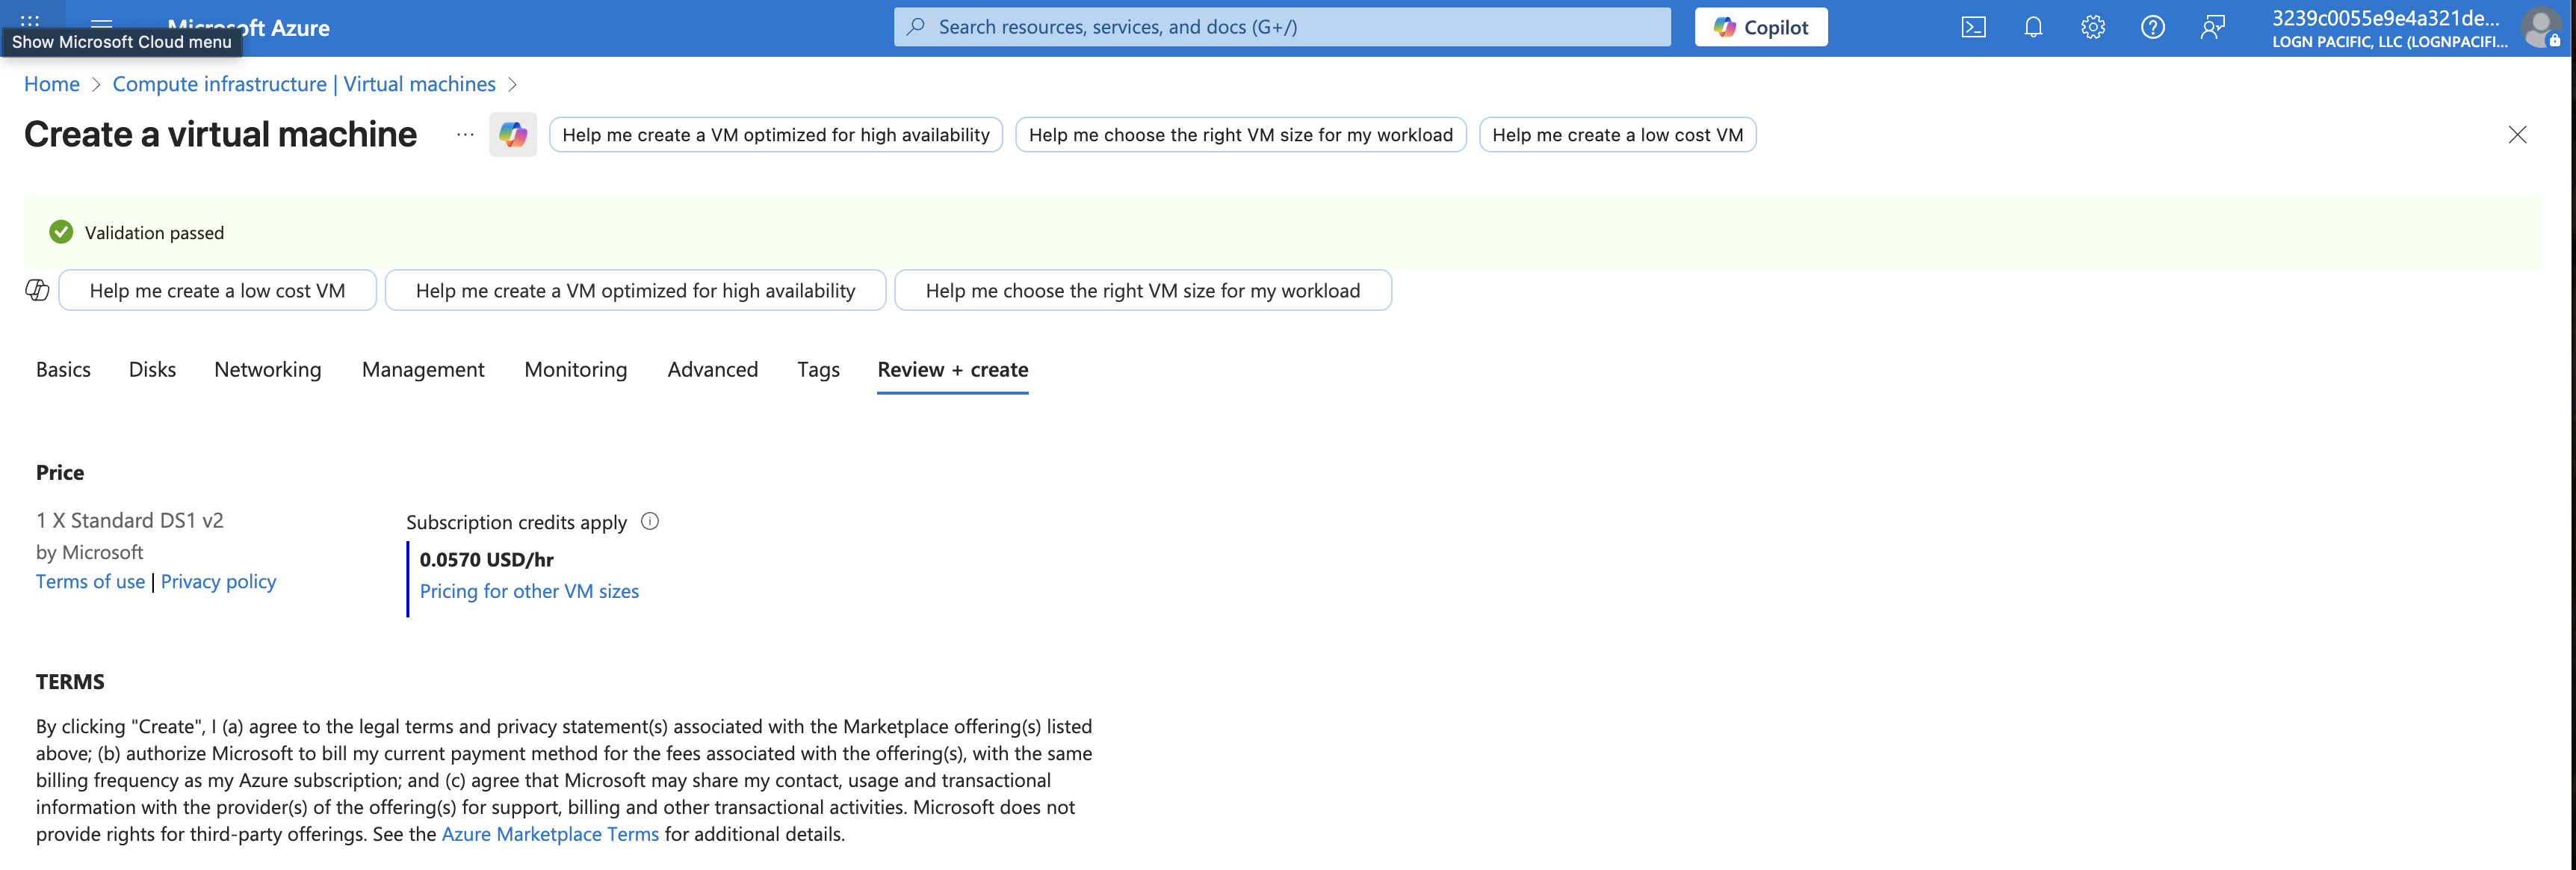 Microsoft Azure
Show Microsoft Cloud menu
Search resources, services, and docs (G+/)
Copilot
3239c0055e9e4a321de...
LOGN PACIFIC, LLC (LOGNPACIFI...
Home > Compute infrastructure | Virtual machines >
Create a virtual machine ...
Help me create a VM optimized for high availability
Help me choose the right VM size for my workload
Help me create a low cost VM
Validation passed
Help me create a low cost VM
Help me create a VM optimized for high availability
Help me choose the right VM size for my workload
Basics Disks Networking Management Monitoring Advanced Tags Review + create
Price
1 X Standard DS1 v2
by Microsoft
Terms of use | Privacy policy
Subscription credits apply
0.0570 USD/hr
Pricing for other VM sizes
TERMS
By clicking "Create", I (a) agree to the legal terms and privacy statement(s) associated with the Marketplace offering(s) listed
above; (b) authorize Microsoft to bill my current payment method for the fees associated with the offering(s), with the same
billing frequency as my Azure subscription; and (c) agree that Microsoft may share my contact, usage and transactional
information with the provider(s) of the offering(s) for support, billing and other transactional activities. Microsoft does not
provide rights for third-party offerings. See the Azure Marketplace Terms for additional details.